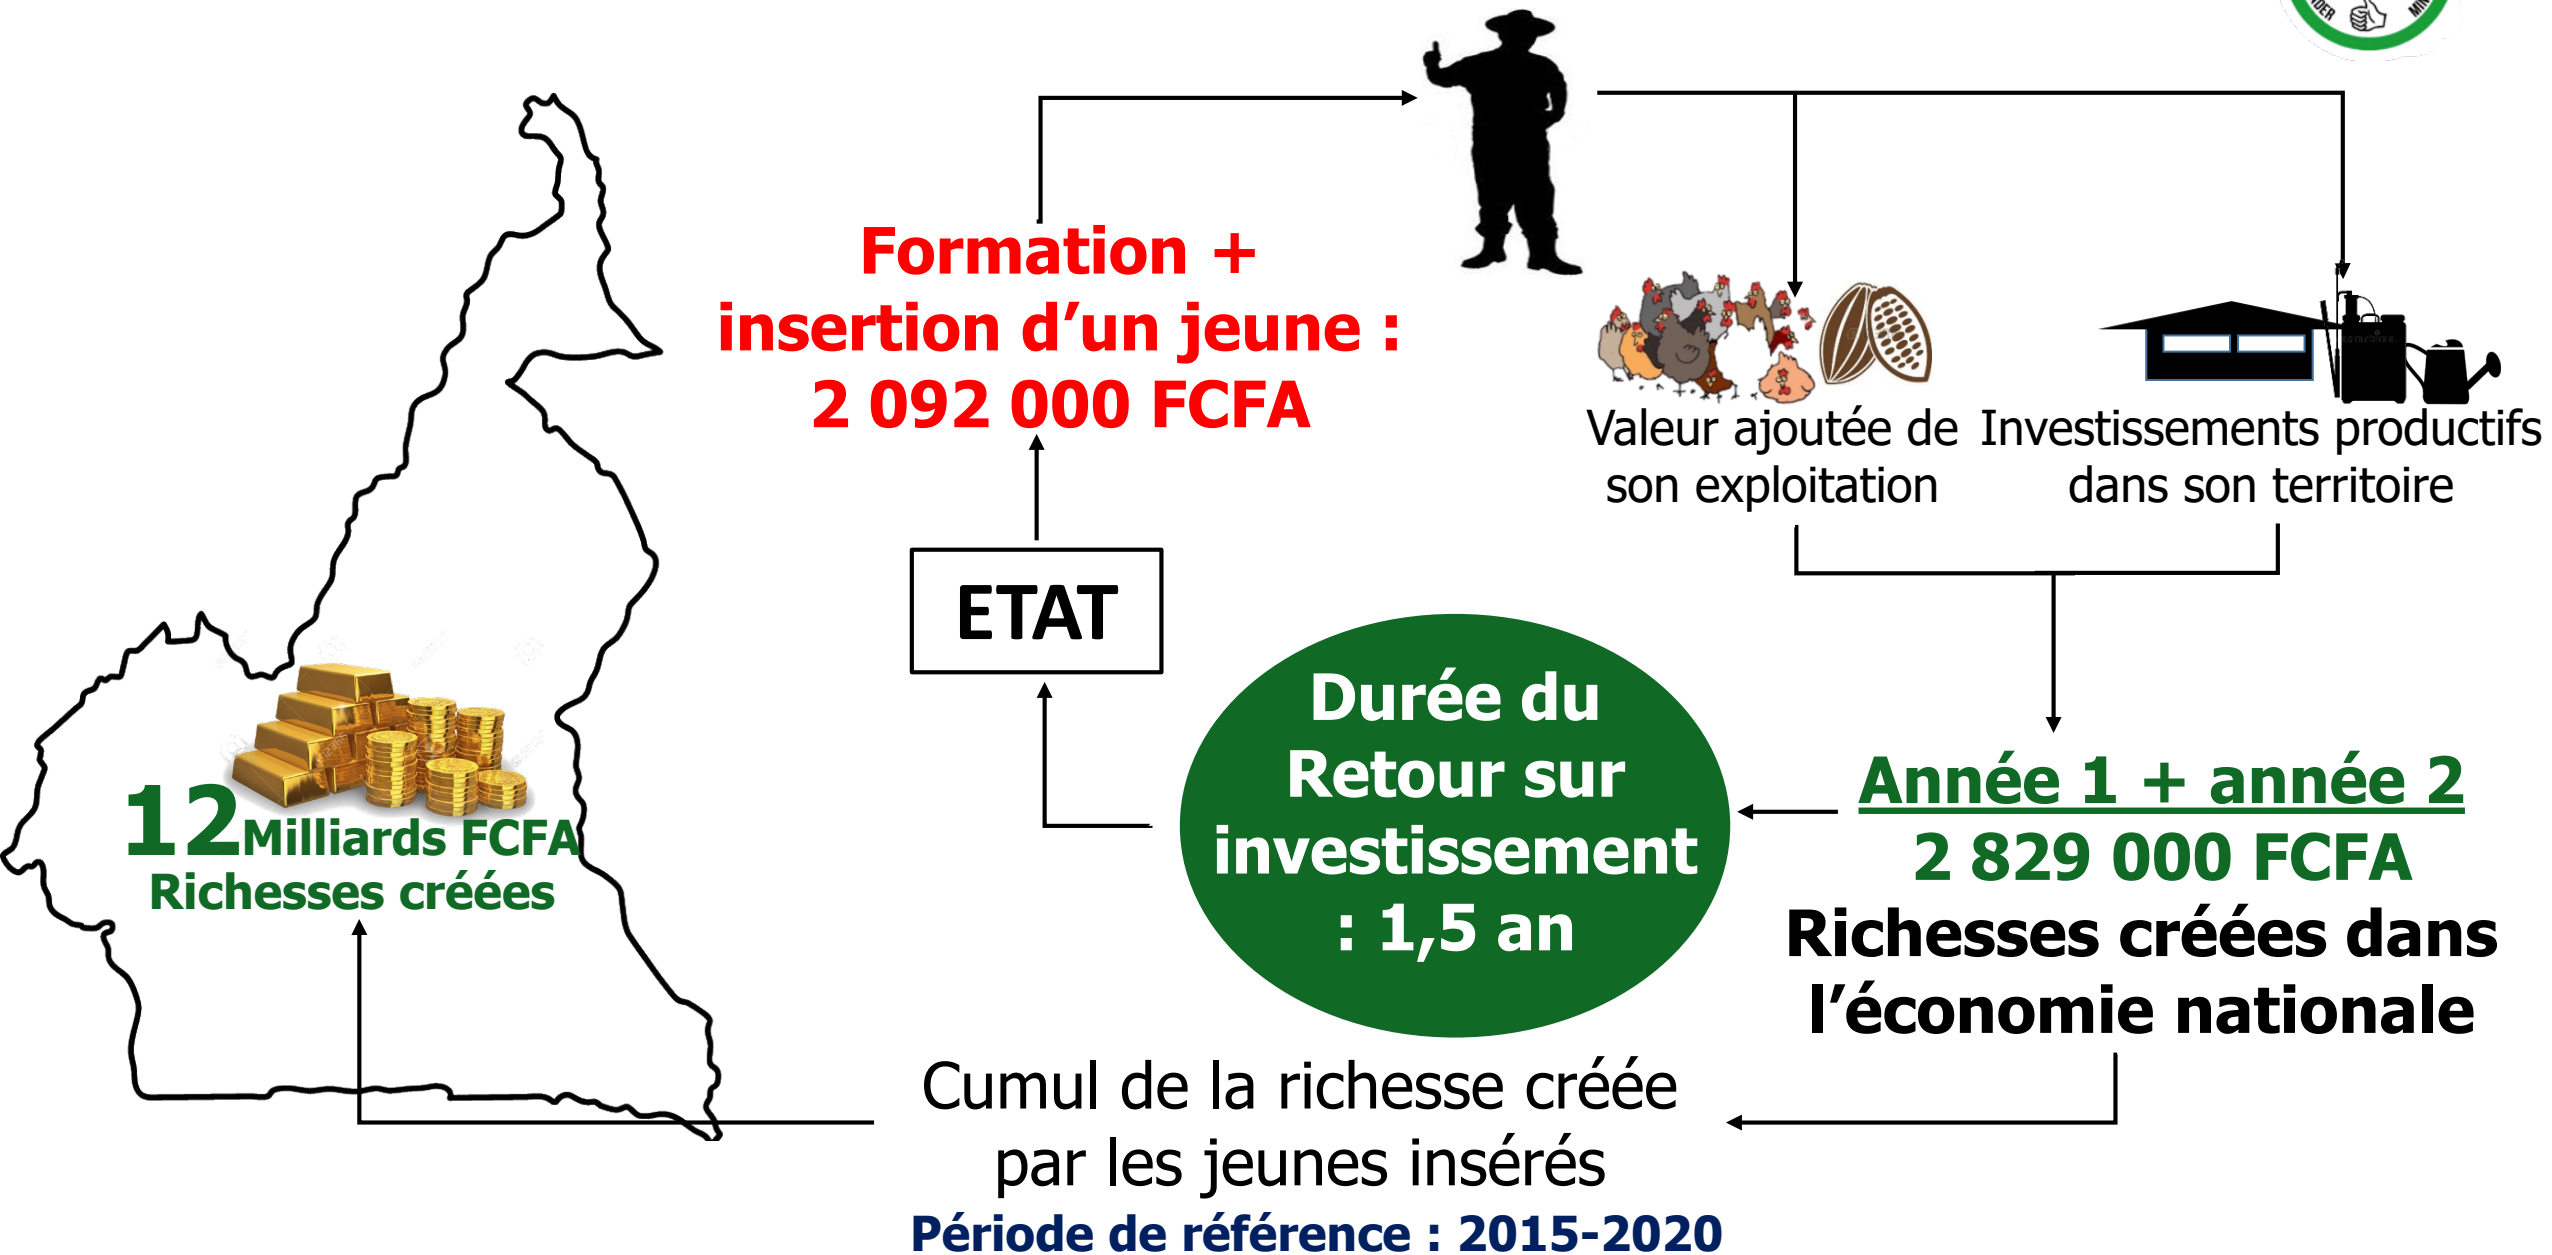 Formation +
insertion d’un jeune :
2 092 000 FCFA
ETAT
Valeur ajoutée de
son exploitation
Investissements productifs
dans son territoire
Année 1 + année 2
2 829 000 FCFA
Richesses créées dans
l’économie nationale
Durée du
Retour sur
investissement
: 1,5 an
Cumul de la richesse créée
par les jeunes insérés
Période de référence : 2015-2020
12 Milliards FCFA
Richesses créées